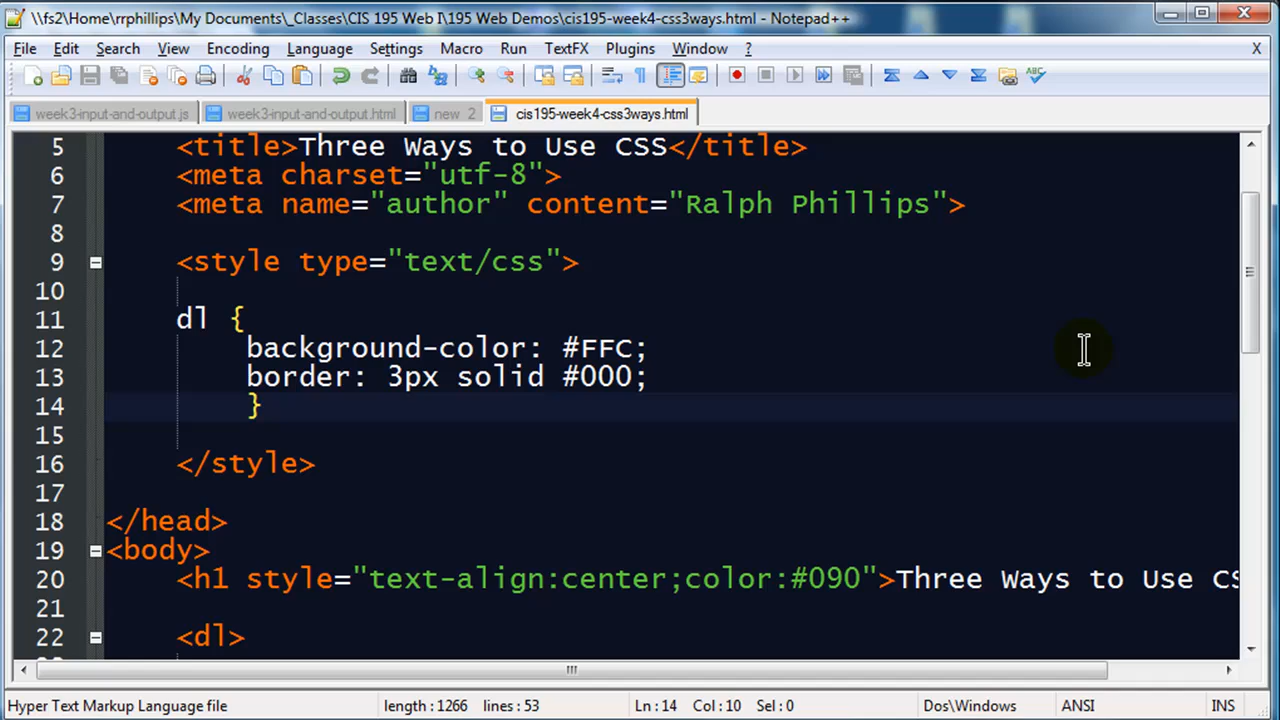 \\fs2\Home\rrphillips\My Documents\_Classes\CIS 195 Web I\195 Web Demos\cis195-week4-css3ways.html - Notepad++
File Edit Search View Encoding Language Settings Macro Run TextFX Plugins Window ? X
week3-input-and-output.js week3-input-and-output.html new 2 cis195-week4-css3ways.html
5 <title>Three Ways to Use CSS</title>
6 <meta charset="utf-8">
7 <meta name="author" content="Ralph Phillips">
8
9 <style type="text/css">
10
11 dl {
12 background-color: #FFC;
13 border: 3px solid #000;
14 }
15
16 </style>
17
18 </head>
19 <body>
20 <h1 style="text-align:center;color:#090">Three Ways to Use CS
21
22 <dl>
Hyper Text Markup Language file length : 1266 lines : 53 Ln : 14 Col : 10 Sel : 0 Dos\Windows ANSI INS